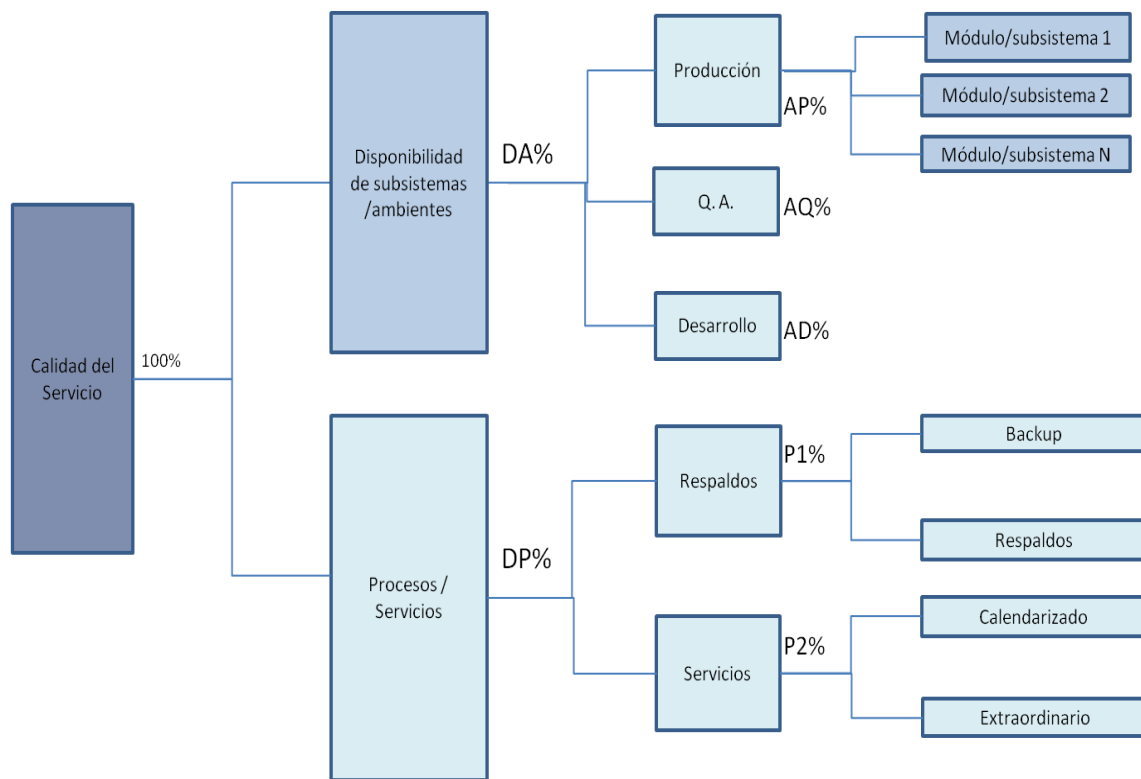 Calidad del
Servicio
100%
Disponibilidad
de subsistemas
/ambientes
DA%
Producción
AP%
Módulo/subsistema 1
Módulo/subsistema 2
Módulo/subsistema N
Q. A.
AQ%
Desarrollo
AD%
Procesos /
Servicios
DP%
Respaldos
P1%
Backup
Respaldos
Servicios
P2%
Calendarizado
Extraordinario